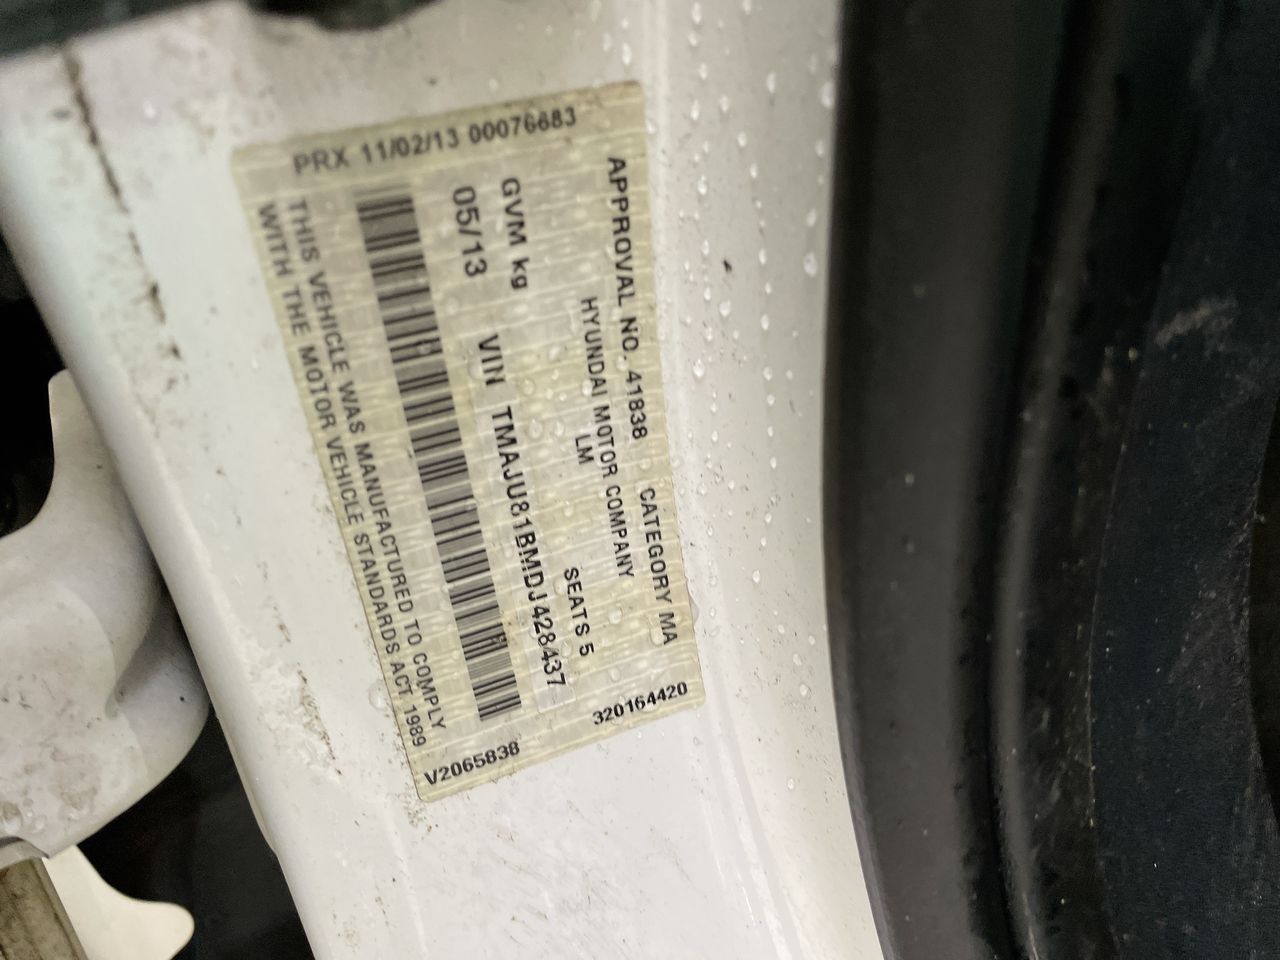 APPROVAL NO. 41838 CATEGORY MA
HYUNDAI MOTOR COMPANY
LM
GVM kg SEATS 5
05/13 VIN TMAJU81BMDJ428437
THIS VEHICLE WAS MANUFACTURED TO COMPLY
WITH THE MOTOR VEHICLE STANDARDS ACT 1989
PRX 11/02/13 00076683
V2065838 320164420